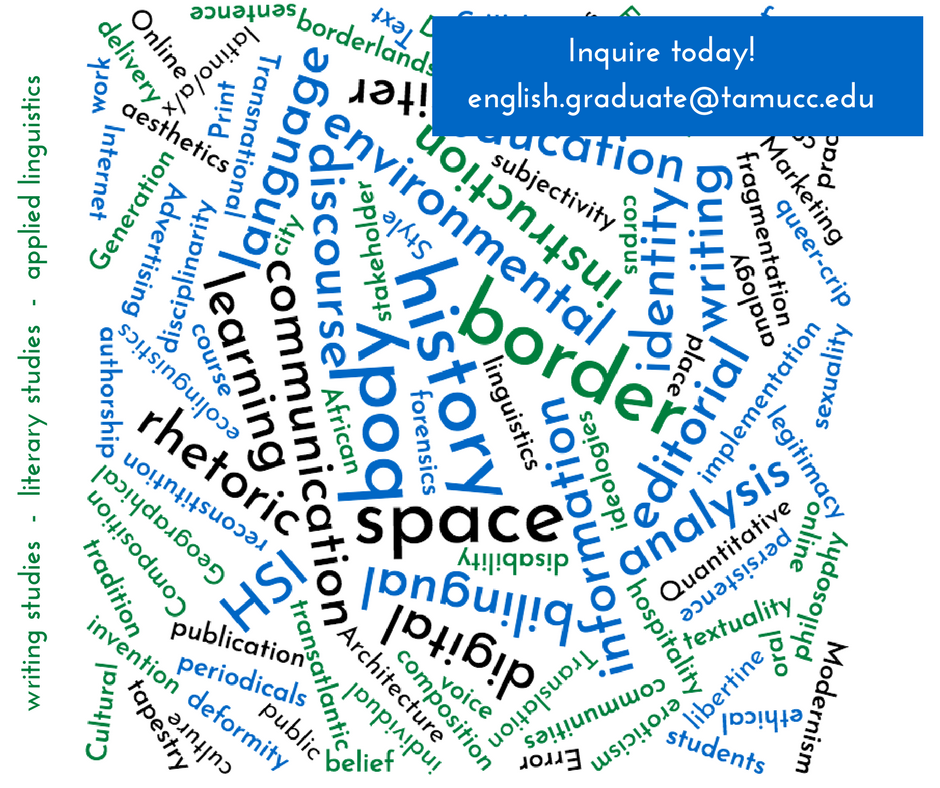 Inquire today!
english.graduate@tamucc.edu
writing studies - literary studies - applied linguistics
sentence
Text
borderlands
Online
latino/a/x
delivery
work
Print
Transnational
aesthetics
Internet
Generation
Advertising
disciplinarity
language
discourse
environmental
instruction
subjectivity
corpus
identity
writing
Marketing
fragmentation
queer-crip
analogy
city
stakeholder
Style
history
border
learning
communication
course
ecolinguistics
authorship
body
African
forensics
linguistics
place
editorial
implementation
sexuality
legitimacy
ideologies
information
rhetoric
reconstitution
Geographical
Composition
tradition
space
disability
analysis
Quantitative
persistence
online
philosophy
HSI
bilingual
digital
hospitality
textuality
oral
publication
transatlantic
Architecture
composition
voice
Translation
communities
eroticism
libertine
ethical
students
Modernism
invention
periodicals
deformity
public
individual
belief
Error
Cultural
tapestry
culture